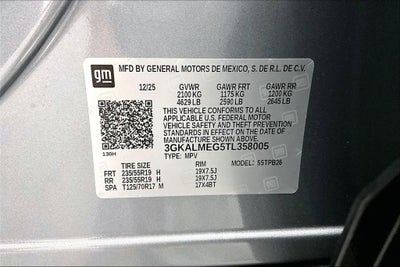 gm
MFD BY GENERAL MOTORS DE MEXICO, S. DE R.L. DE C.V.
12/25 GVWR GAWR FRT GAWR RR
2100 KG 1175 KG 1200 KG
4629 LB 2590 LB 2645 LB
THIS VEHICLE CONFORMS TO ALL
APPLICABLE U.S. FEDERAL MOTOR
VEHICLE SAFETY AND THEFT PREVENTION
STANDARDS IN EFFECT ON THE DATE
OF MANUFACTURE SHOWN ABOVE.
3GKALMEG5TL358005
130H TYPE: MPV
TIRE SIZE RIM 5STPB26
FRT 235/55R19 H 19X7.5J
RR 235/55R19 H 19X7.5J
SPA T125/70R17 M 17X4BT